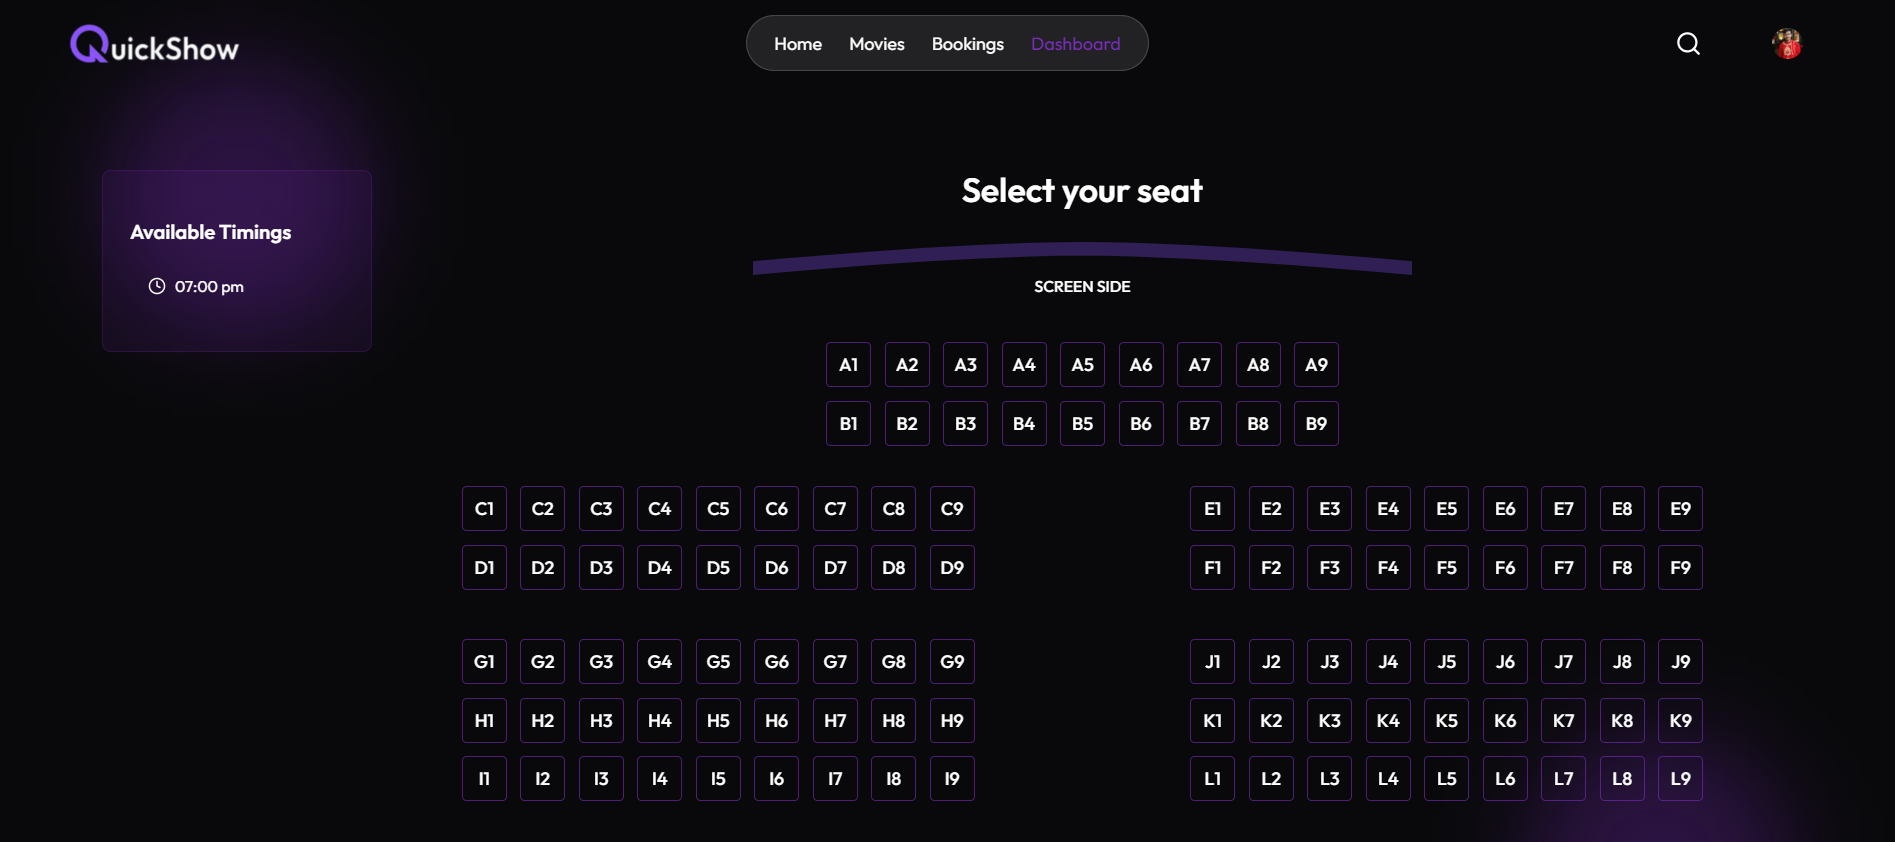 QuickShow
Home Movies Bookings Dashboard
Select your seat
Available Timings
07:00 pm
SCREEN SIDE
A1 A2 A3 A4 A5 A6 A7 A8 A9
B1 B2 B3 B4 B5 B6 B7 B8 B9
C1 C2 C3 C4 C5 C6 C7 C8 C9
D1 D2 D3 D4 D5 D6 D7 D8 D9
E1 E2 E3 E4 E5 E6 E7 E8 E9
F1 F2 F3 F4 F5 F6 F7 F8 F9
G1 G2 G3 G4 G5 G6 G7 G8 G9
H1 H2 H3 H4 H5 H6 H7 H8 H9
I1 I2 I3 I4 I5 I6 I7 I8 I9
J1 J2 J3 J4 J5 J6 J7 J8 J9
K1 K2 K3 K4 K5 K6 K7 K8 K9
L1 L2 L3 L4 L5 L6 L7 L8 L9